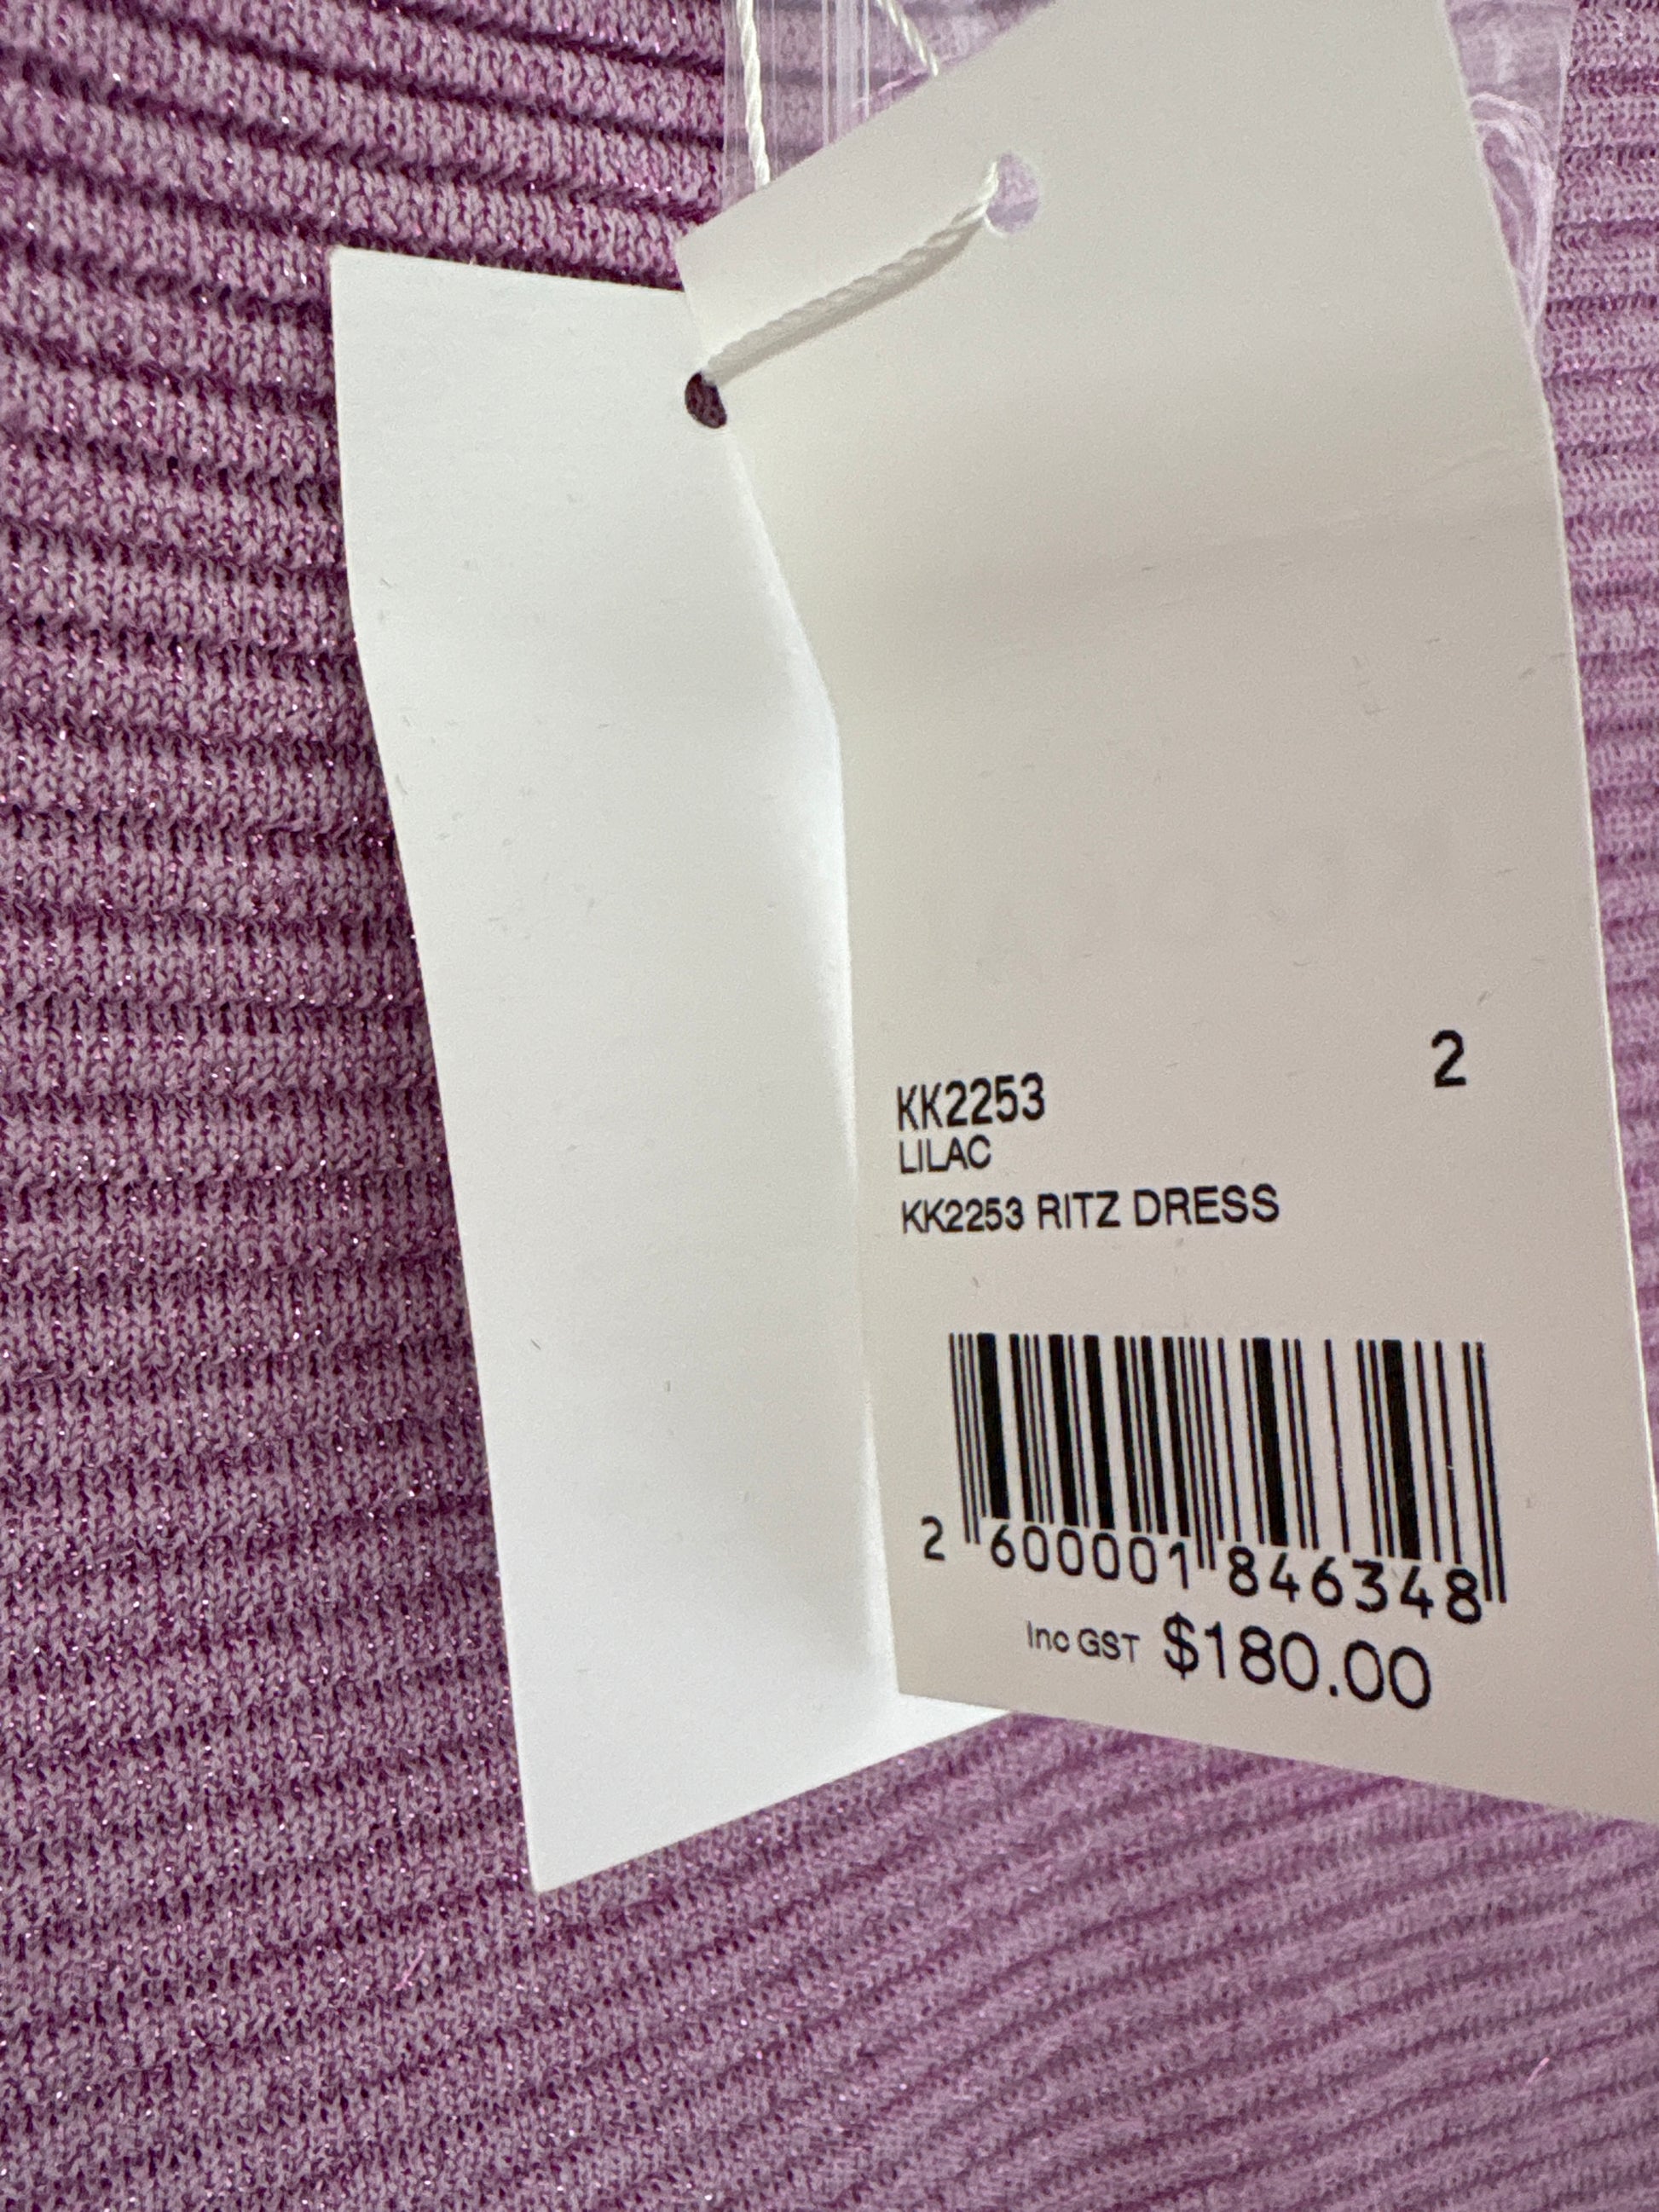 2
KK2253
LILAC
KK2253 RITZ DRESS
2 600001 846348
Inc GST $180.00